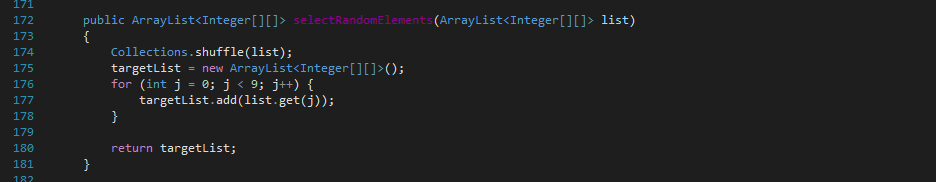 171
172 public ArrayList<Integer[][]> selectRandomElements(ArrayList<Integer[][]> list)
173 {
174 Collections.shuffle(list);
175 targetList = new ArrayList<Integer[][]>();
176 for (int j = 0; j < 9; j++) {
177 targetList.add(list.get(j));
178 }
179
180 return targetList;
181 }
182